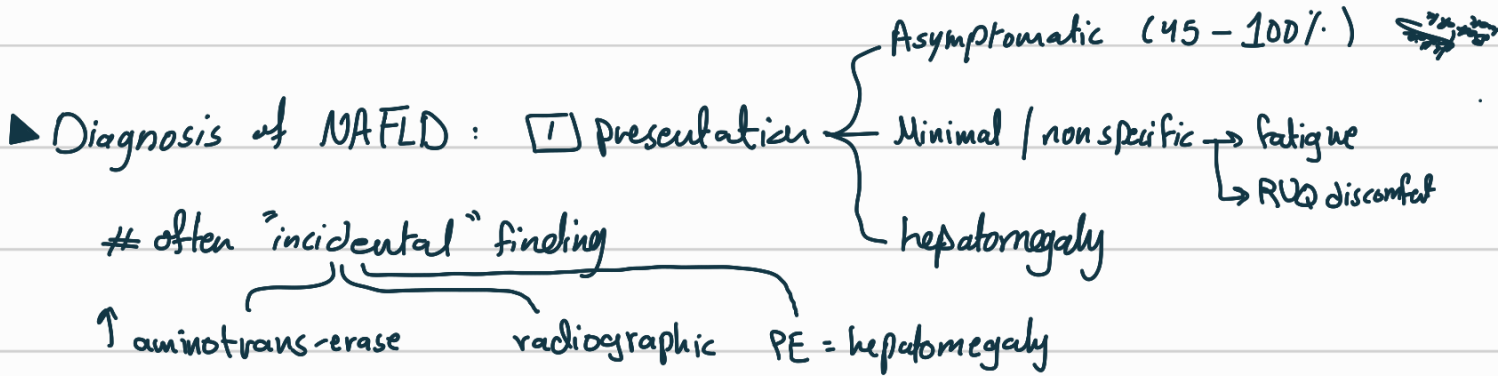 Asymptomatic (45 - 100%)
▶ Diagnosis of NAFLD : 1 presentation
Minimal / non specific → fatigue
↳ RUQ discomfat
hepatomegaly
# often "incidental" finding
↑ aminotrans-erase radiographic PE = hepatomegaly